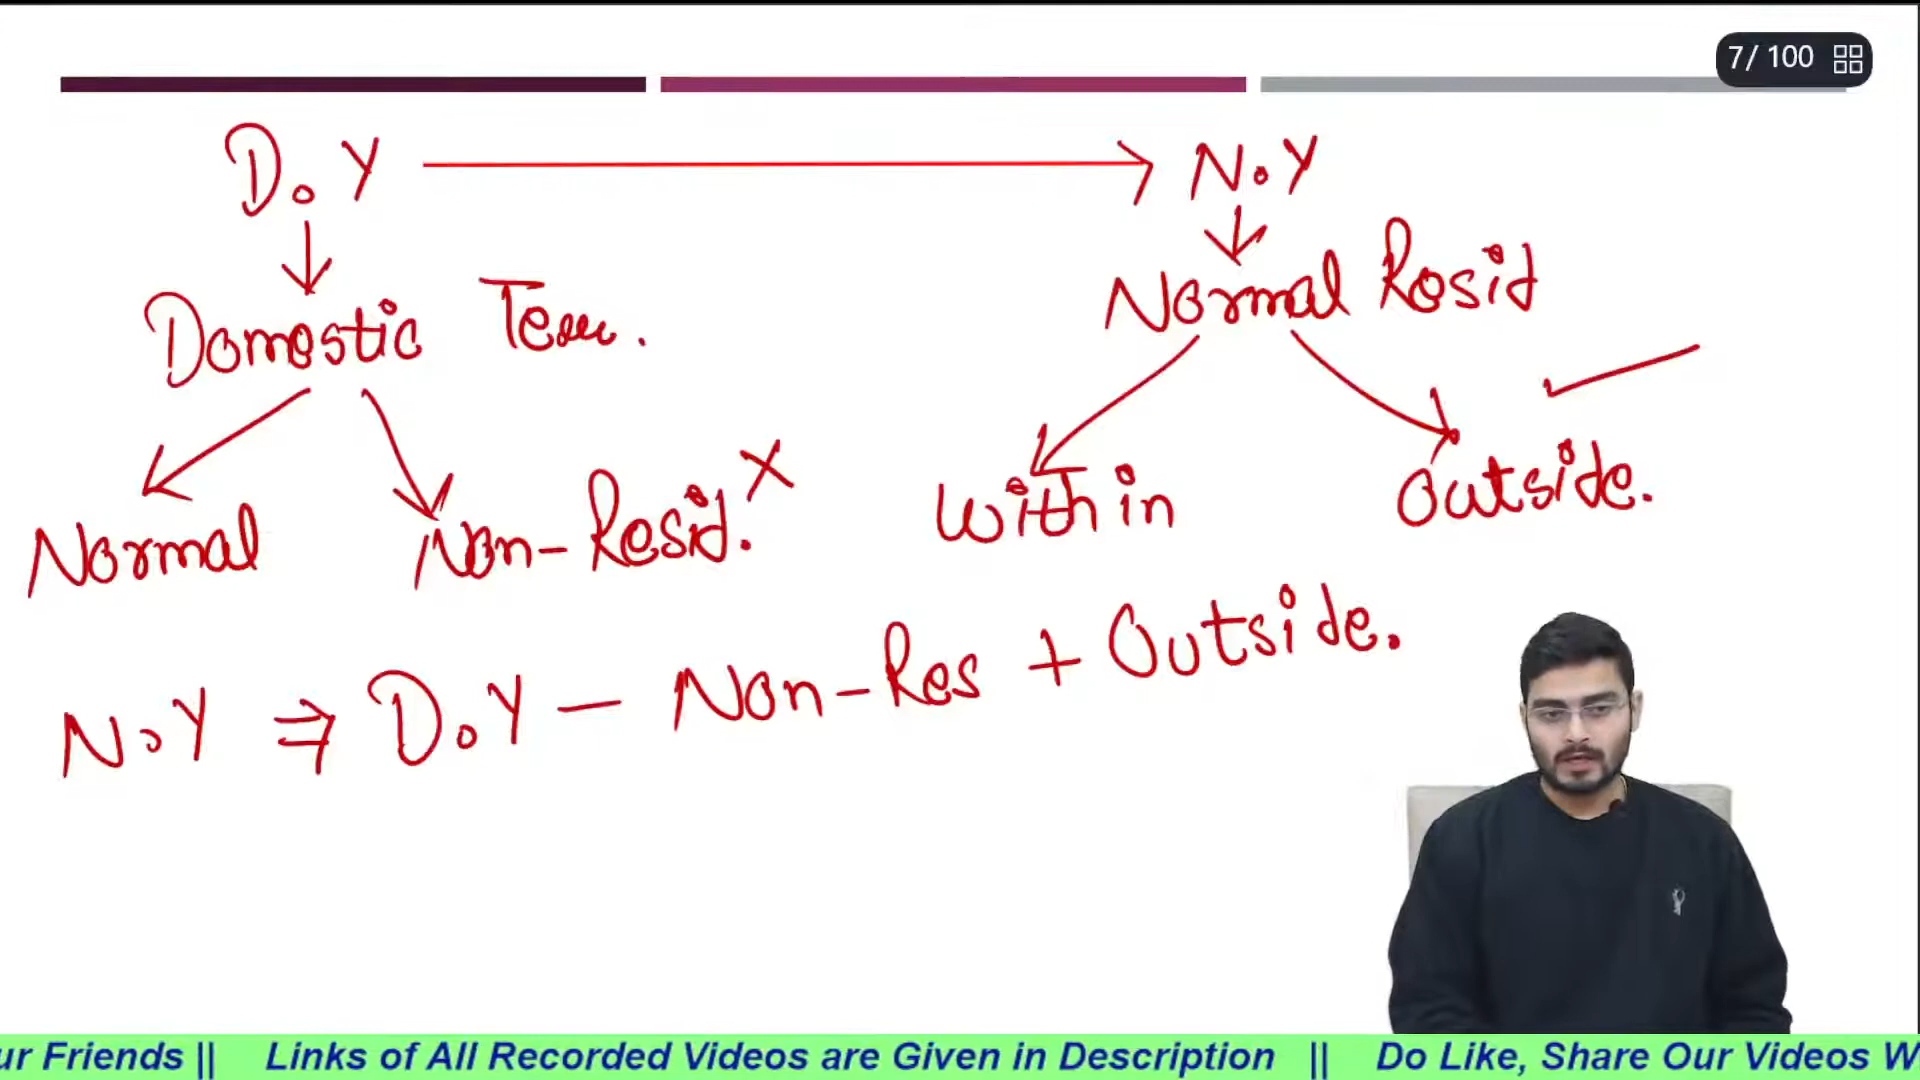 7/ 100
D.Y → N.Y
Domestic Terr. Normal Resid
Normal Non-Resid. × Within Outside.
N.Y ⇒ D.Y - Non-Res + Outside.
ur Friends || Links of All Recorded Videos are Given in Description || Do Like, Share Our Videos W